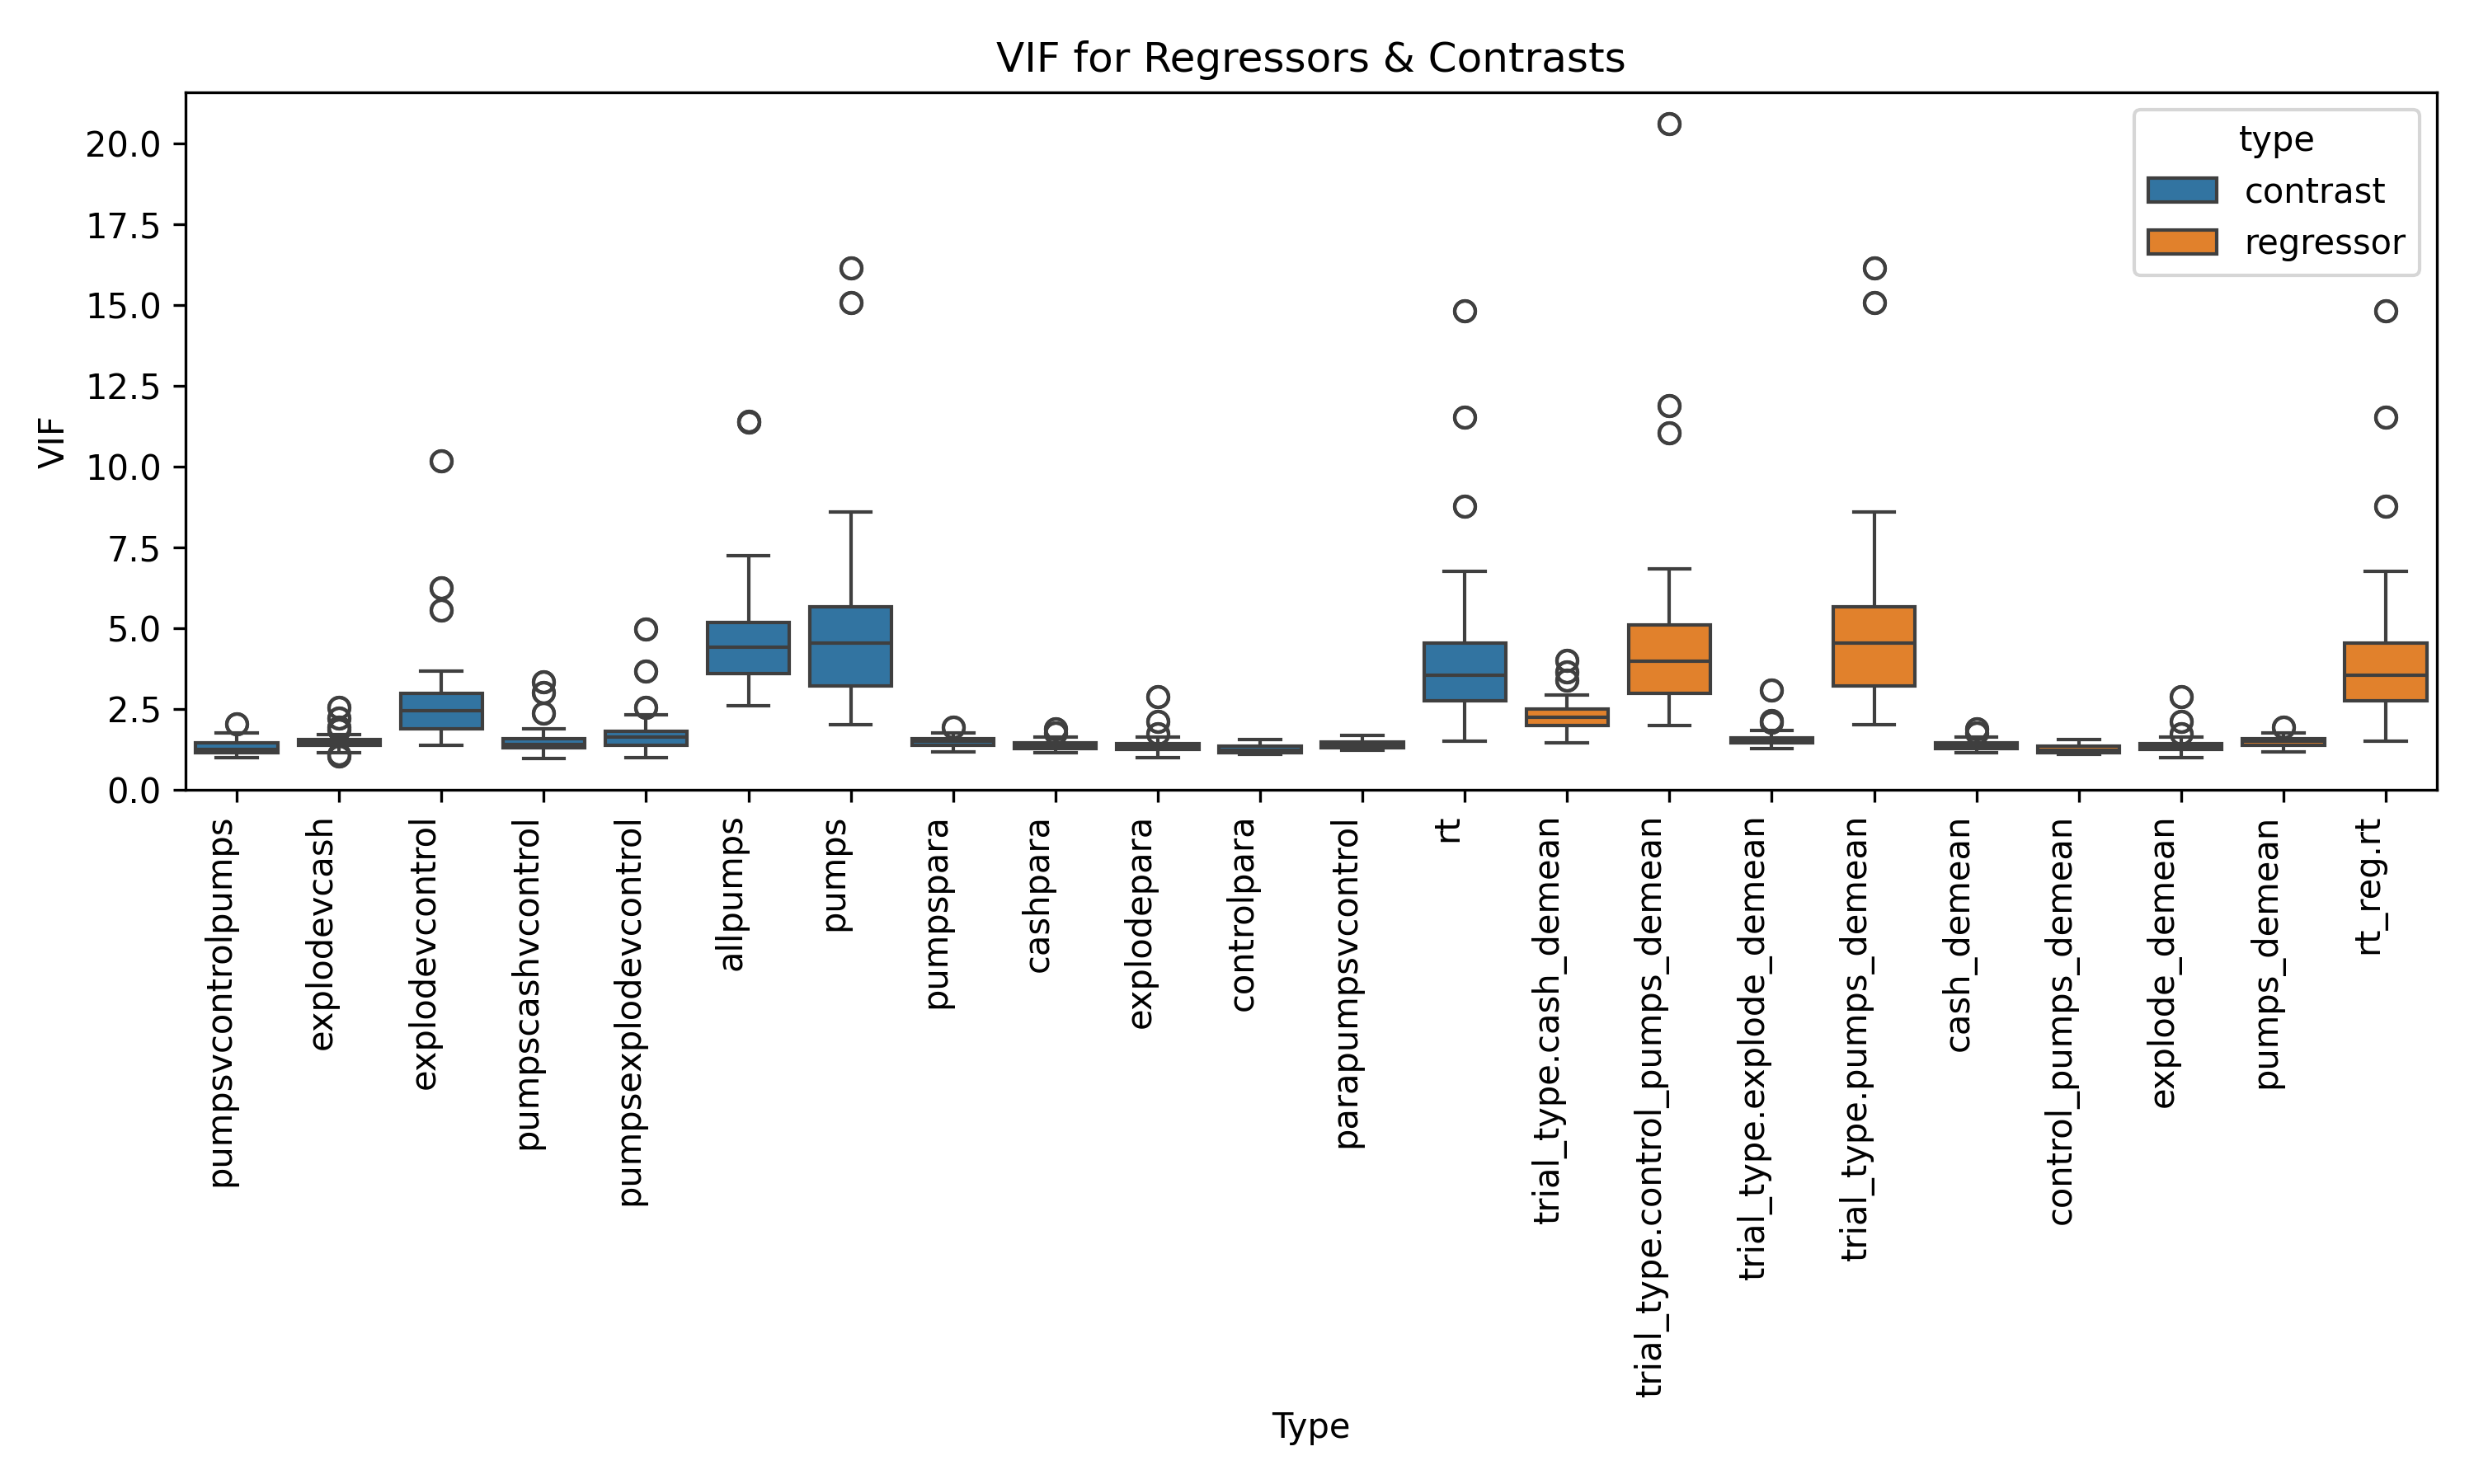 VIF for Regressors & Contrasts
type
contrast
regressor
VIF
20.0
17.5
15.0
12.5
10.0
7.5
5.0
2.5
0.0
pumpsvcontrolpumps
explodevcash
explodevcontrol
pumpscashvcontrol
pumpsexplodevcontrol
allpumps
pumps
pumpspara
cashpara
explodepara
controlpara
parapumpsvcontrol
rt
trial_type.cash_demean
trial_type.control_pumps_demean
trial_type.explode_demean
trial_type.pumps_demean
cash_demean
control_pumps_demean
explode_demean
pumps_demean
rt_reg.rt
Type